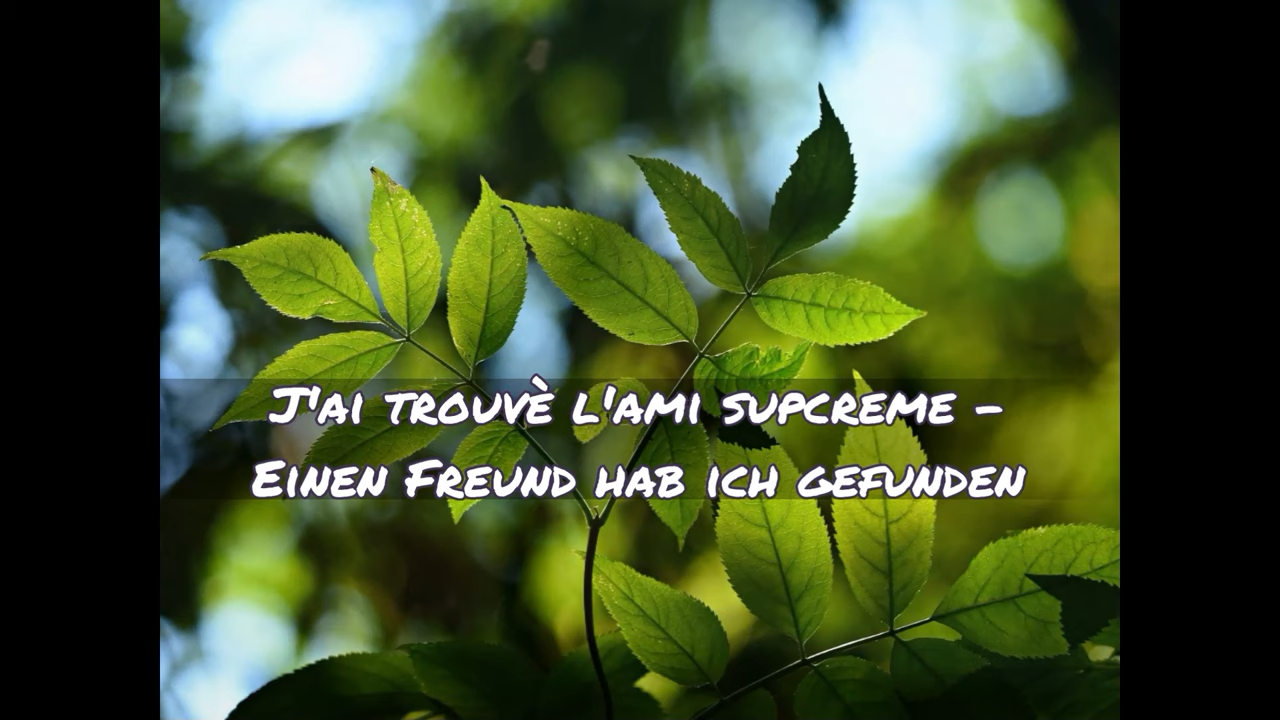 J'ai trouvè l'ami supcreme –
Einen Freund hab ich gefunden